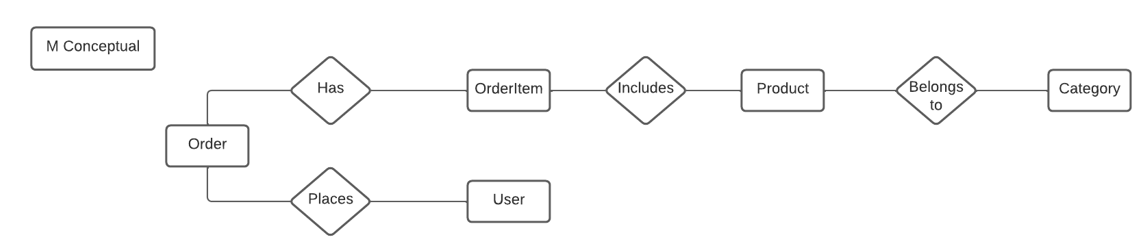 M Conceptual
Has
OrderItem
Includes
Product
Belongs
to
Category
Order
Places
User